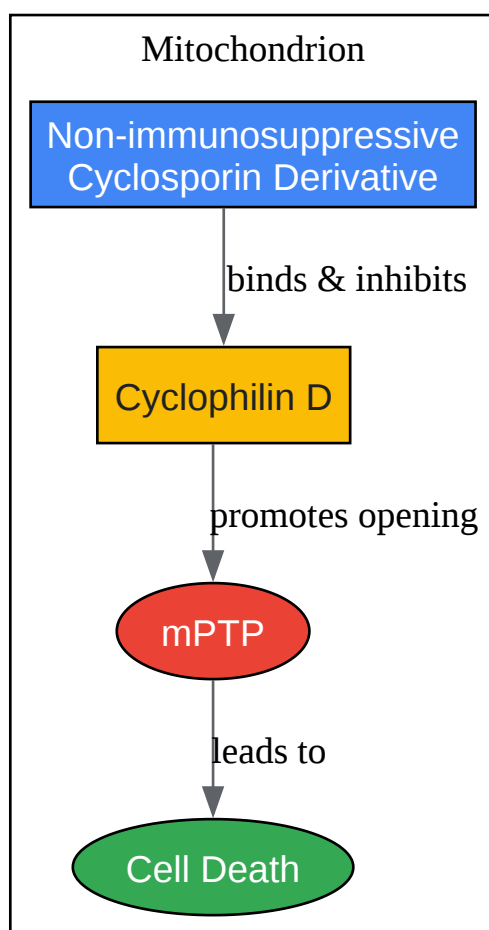 Mitochondrion
Non-immunosuppressive
Cyclosporin Derivative
binds & inhibits
Cyclophilin D
promotes opening
mPTP
leads to
Cell Death